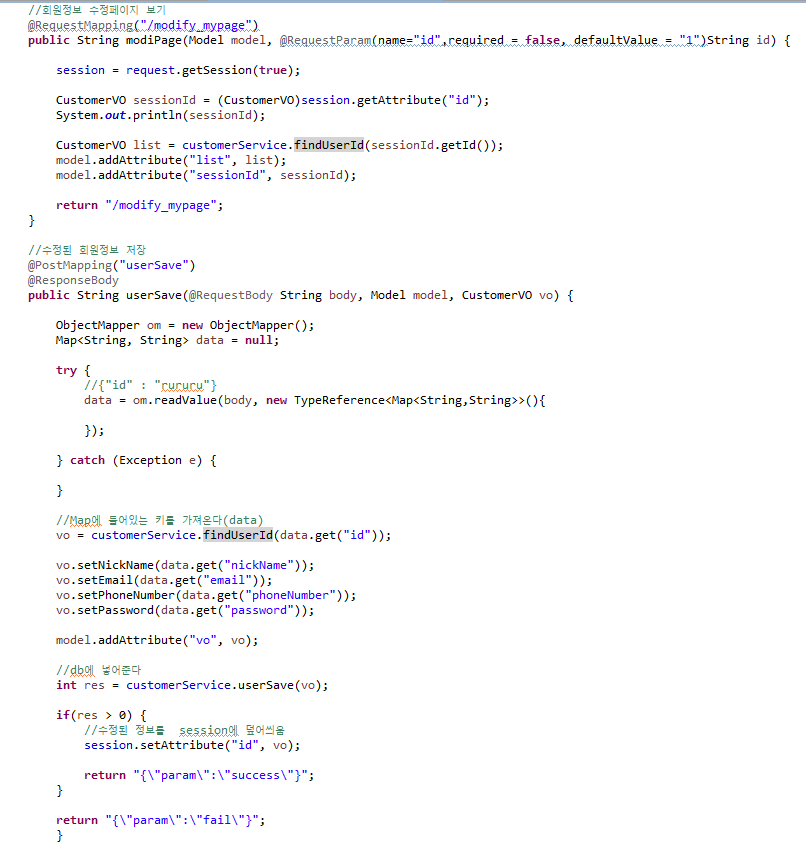 //회원정보 수정페이지 보기
@RequestMapping("/modify_mypage")
public String modiPage(Model model, @RequestParam(name="id",required = false, defaultValue = "1")String id) {
session = request.getSession(true);
CustomerVO sessionId = (CustomerVO)session.getAttribute("id");
System.out.println(sessionId);
CustomerVO list = customerService.findUserId(sessionId.getId());
model.addAttribute("list", list);
model.addAttribute("sessionId", sessionId);
return "/modify_mypage";
}
//수정된 회원정보 저장
@PostMapping("userSave")
@ResponseBody
public String userSave(@RequestBody String body, Model model, CustomerVO vo) {
ObjectMapper om = new ObjectMapper();
Map<String, String> data = null;
try {
//{"id" : "rururu"}
data = om.readValue(body, new TypeReference<Map<String,String>>(){
});
} catch (Exception e) {
}
//Map에 들어있는 키를 가져온다(data)
vo = customerService.findUserId(data.get("id"));
vo.setNickName(data.get("nickName"));
vo.setEmail(data.get("email"));
vo.setPhoneNumber(data.get("phoneNumber"));
vo.setPassword(data.get("password"));
model.addAttribute("vo", vo);
//db에 넣어준다
int res = customerService.userSave(vo);
if(res > 0) {
//수정된 정보를  session에 덮어씌움
session.setAttribute("id", vo);
return "{\"param\":\"success\"}";
}
return "{\"param\":\"fail\"}";
}